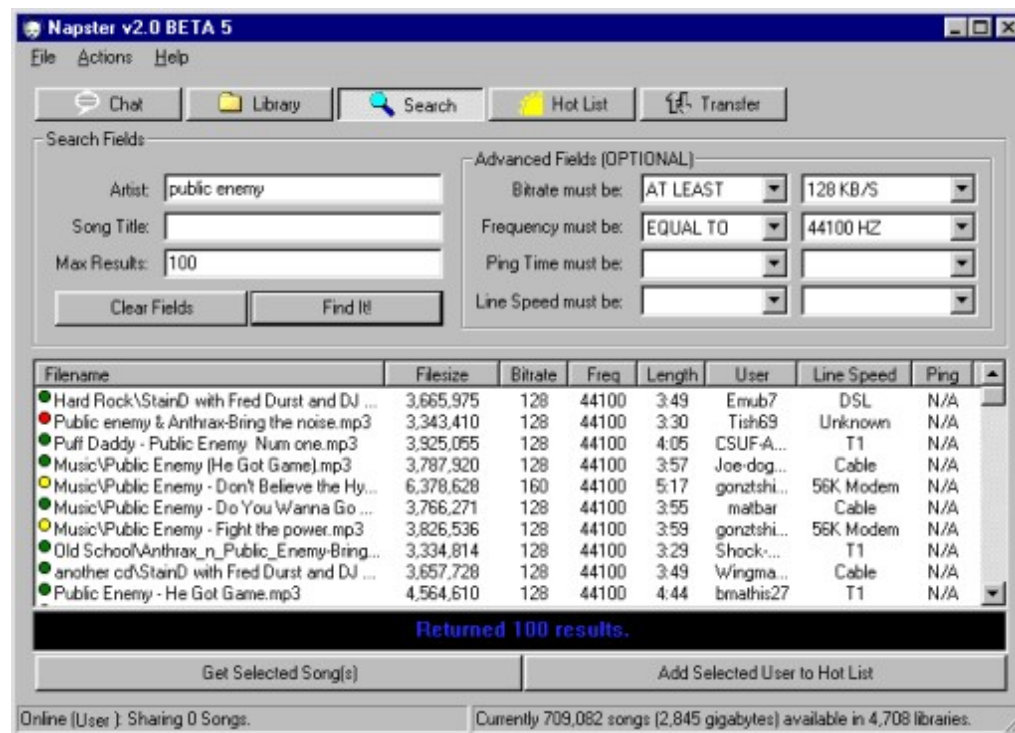 Napster v2.0 BETA 5
File Actions Help
Chat Library Search Hot List Transfer
Search Fields
Advanced Fields (OPTIONAL)
Artist: public enemy
Bitrate must be: AT LEAST 128 KB/S
Song Title:
Frequency must be: EQUAL TO 44100 HZ
Max Results: 100
Ping Time must be:
Clear Fields Find It!
Line Speed must be:
Filename Filesize Bitrate Freq Length User Line Speed Ping
Hard Rock\StainD with Fred Durst and DJ ... 3,665,975 128 44100 3:49 Emub7 DSL N/A
Public enemy & Anthrax-Bring the noise.mp3 3,343,410 128 44100 3:30 Tish69 Unknown N/A
Puff Daddy - Public Enemy Num one.mp3 3,925,055 128 44100 4:05 CSUF-A... T1 N/A
Music\Public Enemy (He Got Game).mp3 3,787,920 128 44100 3:57 Joe-dog... Cable N/A
Music\Public Enemy - Don't Believe the Hy... 6,378,628 160 44100 5:17 gonztshi... 56K Modem N/A
Music\Public Enemy - Do You Wanna Go ... 3,766,271 128 44100 3:55 matbar Cable N/A
Music\Public Enemy - Fight the power.mp3 3,826,536 128 44100 3:59 gonztshi... 56K Modem N/A
Old School\Anthrax_n_Public_Enemy-Bring... 3,334,814 128 44100 3:29 Shock-... T1 N/A
another cd\StainD with Fred Durst and DJ ... 3,657,728 128 44100 3:49 Wingma... Cable N/A
Public Enemy - He Got Game.mp3 4,564,610 128 44100 4:44 bmathis27 T1 N/A
Returned 100 results.
Get Selected Song(s) Add Selected User to Hot List
Online (User ): Sharing 0 Songs. Currently 709,082 songs (2,845 gigabytes) available in 4,708 libraries.